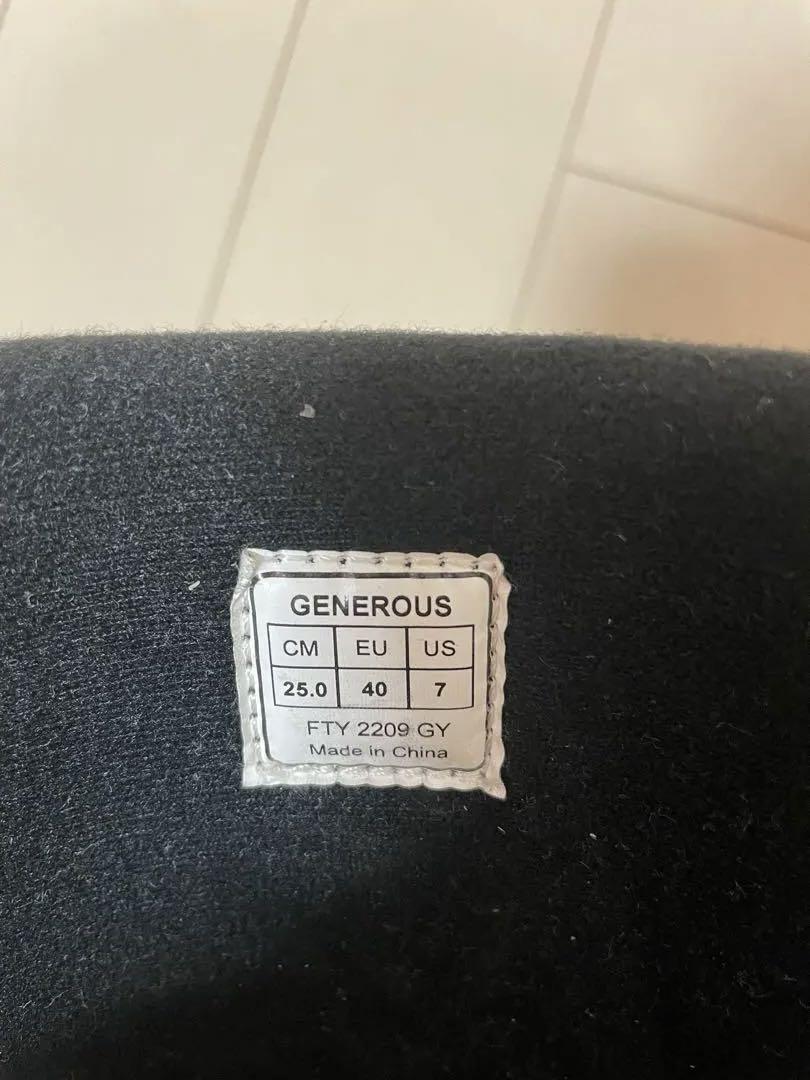 GENEROUS
CM EU US
25.0 40 7
FTY 2209 GY
Made in China